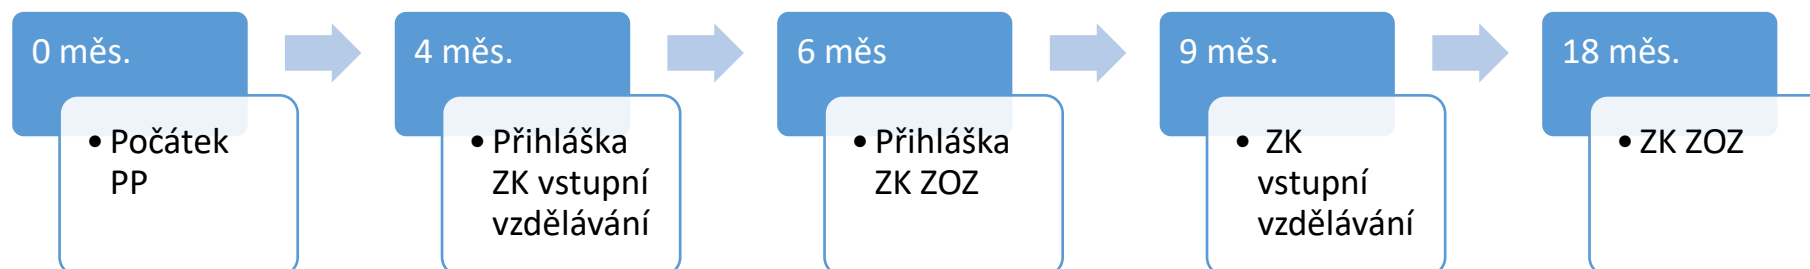 0 měs.
• Počátek
PP
4 měs.
• Přihláška
ZK vstupní
vzdělávání
6 měs
• Přihláška
ZK ZOZ
9 měs.
• ZK
vstupní
vzdělávání
18 měs.
• ZK ZOZ